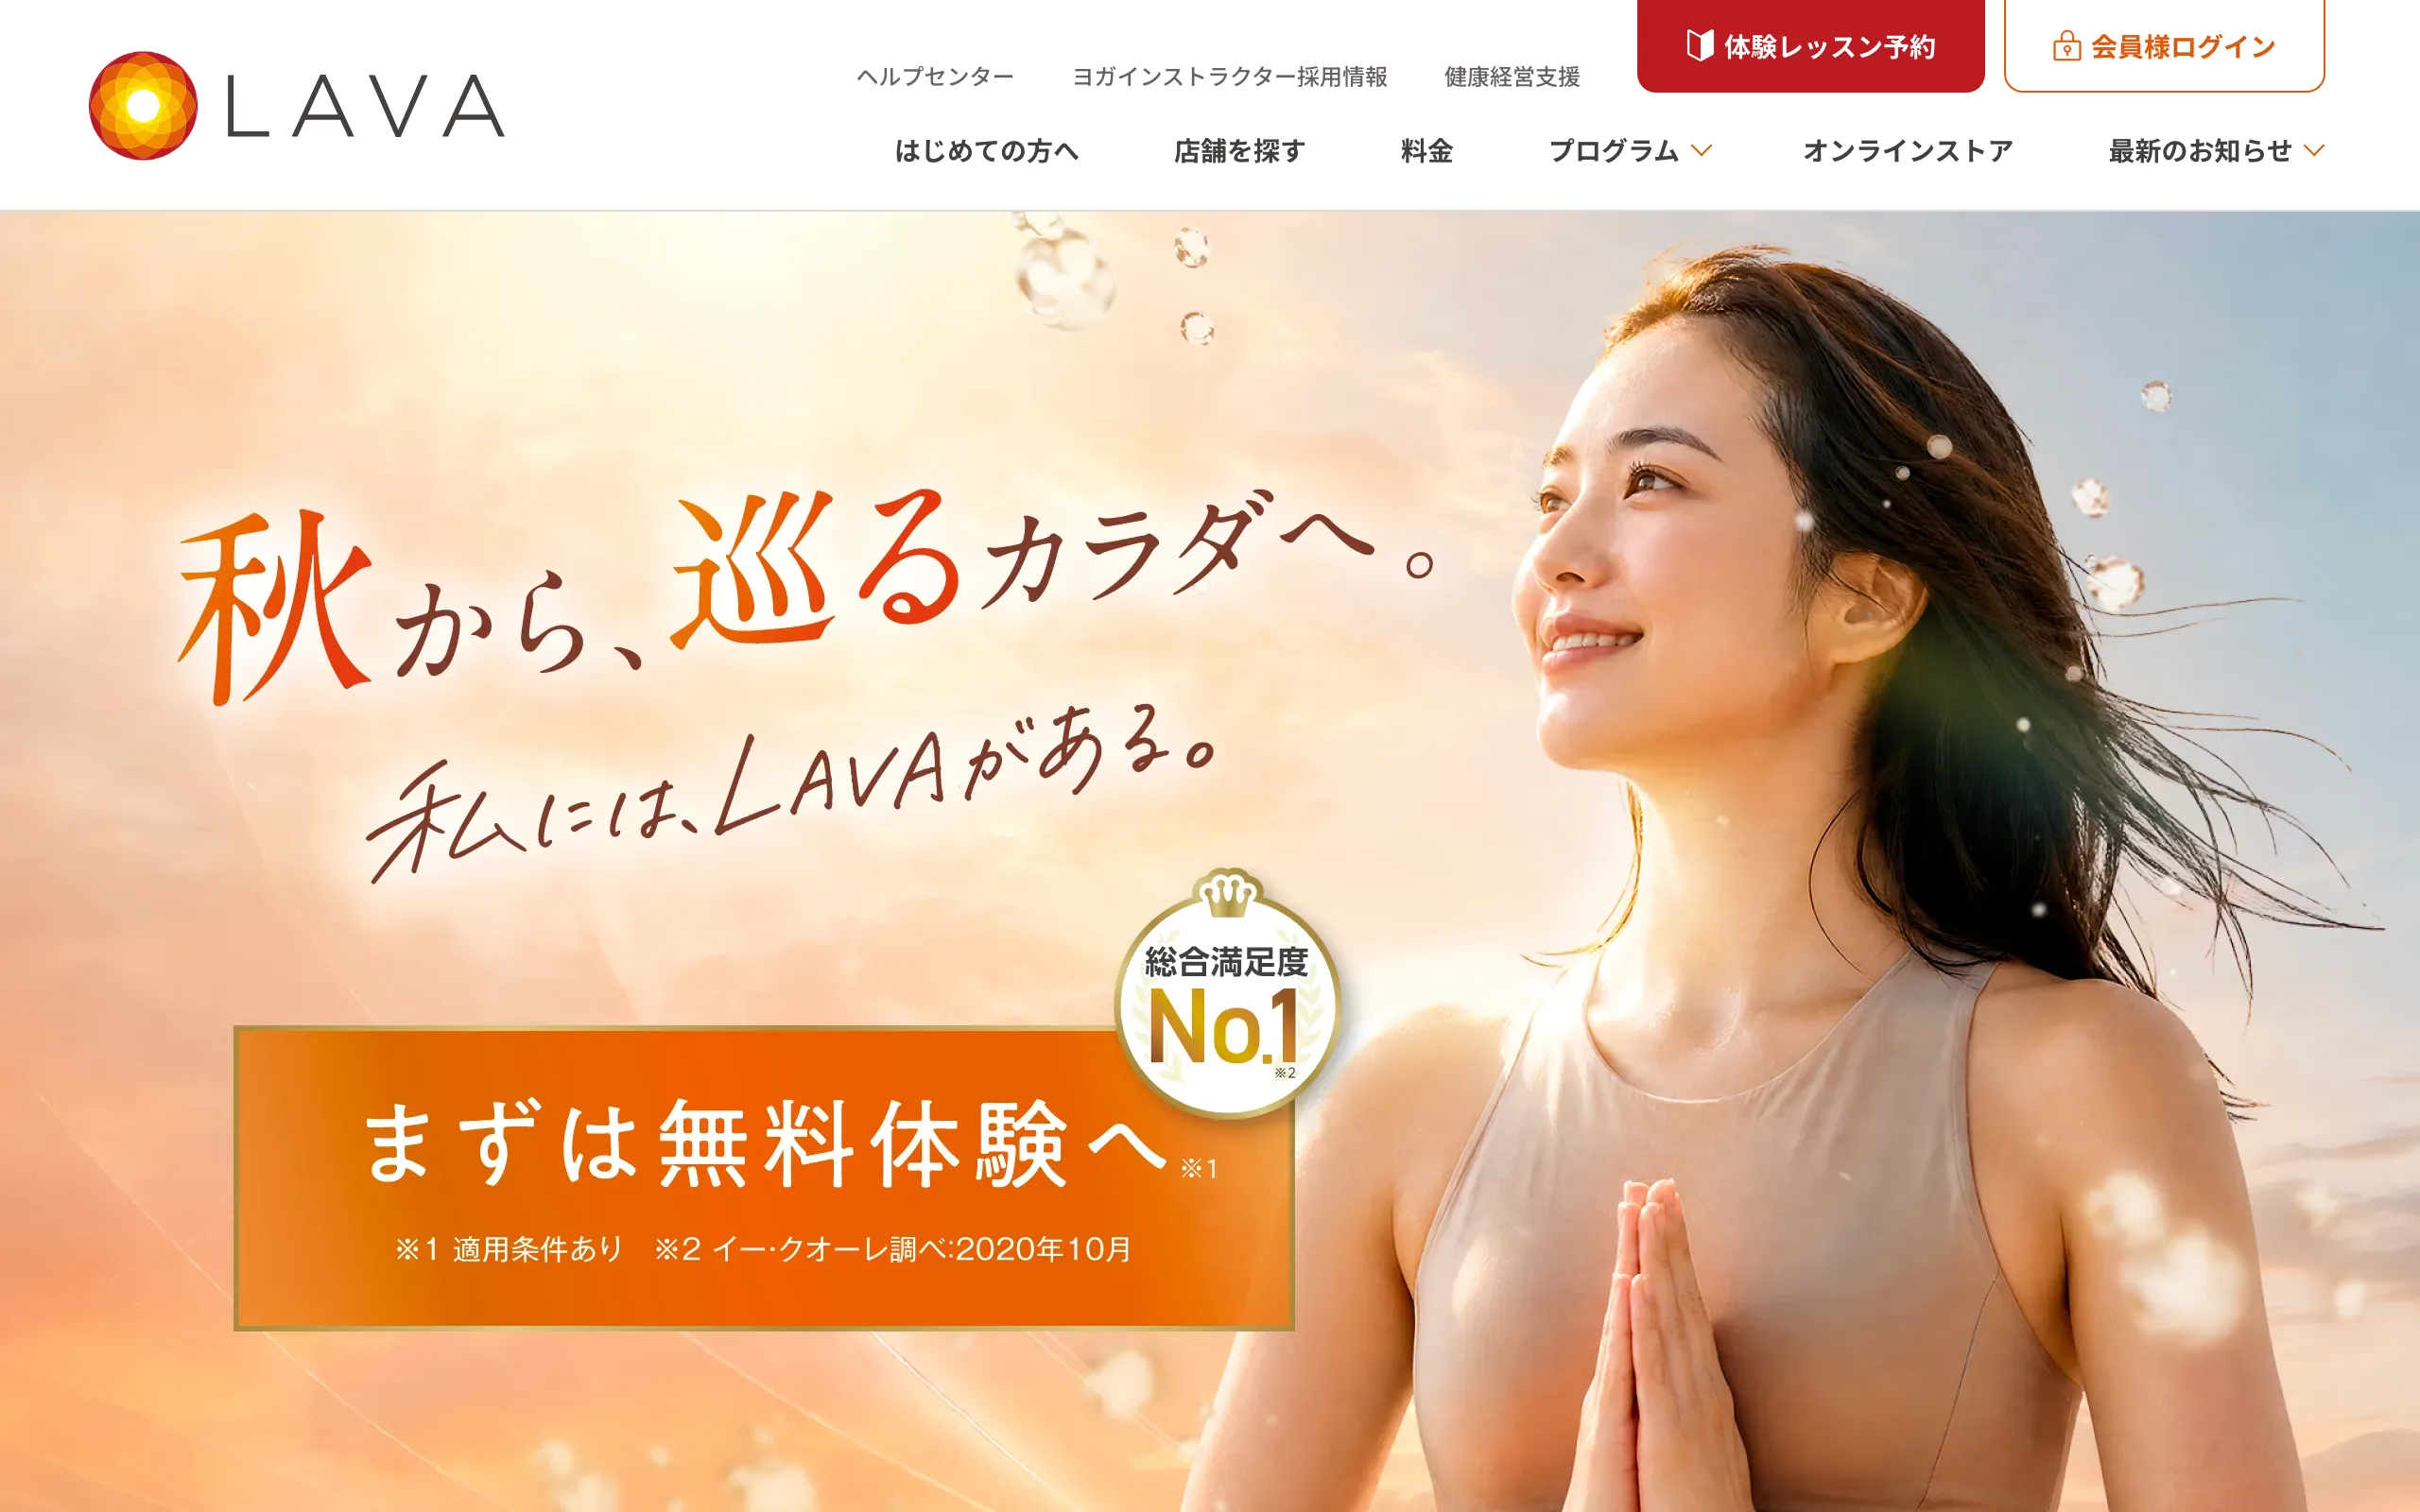 LAVA
ヘルプセンター
ヨガインストラクター採用情報
健康経営支援
体験レッスン予約
会員様ログイン
はじめての方へ
店舗を探す
料金
プログラム
オンラインストア
最新のお知らせ
秋から、巡るカラダへ。
私には、LAVAがある。
総合満足度
No.1
※2
まずは無料体験へ※1
※1 適用条件あり ※2 イー・クオーレ調べ:2020年10月